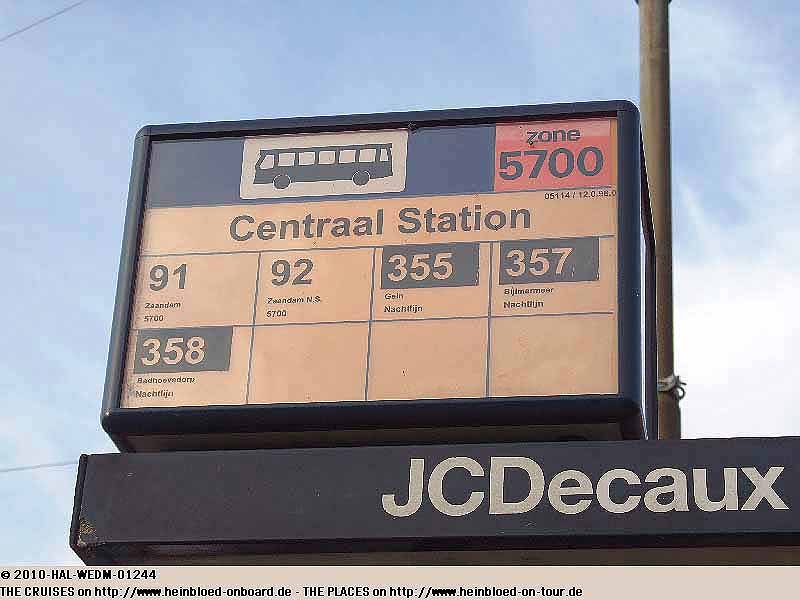 zone
5700
05114 / 12.0.98.0
Centraal Station
91
Zaandam
5700
92
Zaandam N.S.
5700
355
Gein
Nachtlijn
357
Bijlmermeer
Nachtlijn
358
Badhoevedorp
Nachtlijn
JCDecaux
© 2010-HAL-WEDM-01244
THE CRUISES on http://www.heinbloed-onboard.de - THE PLACES on http://www.heinbloed-on-tour.de